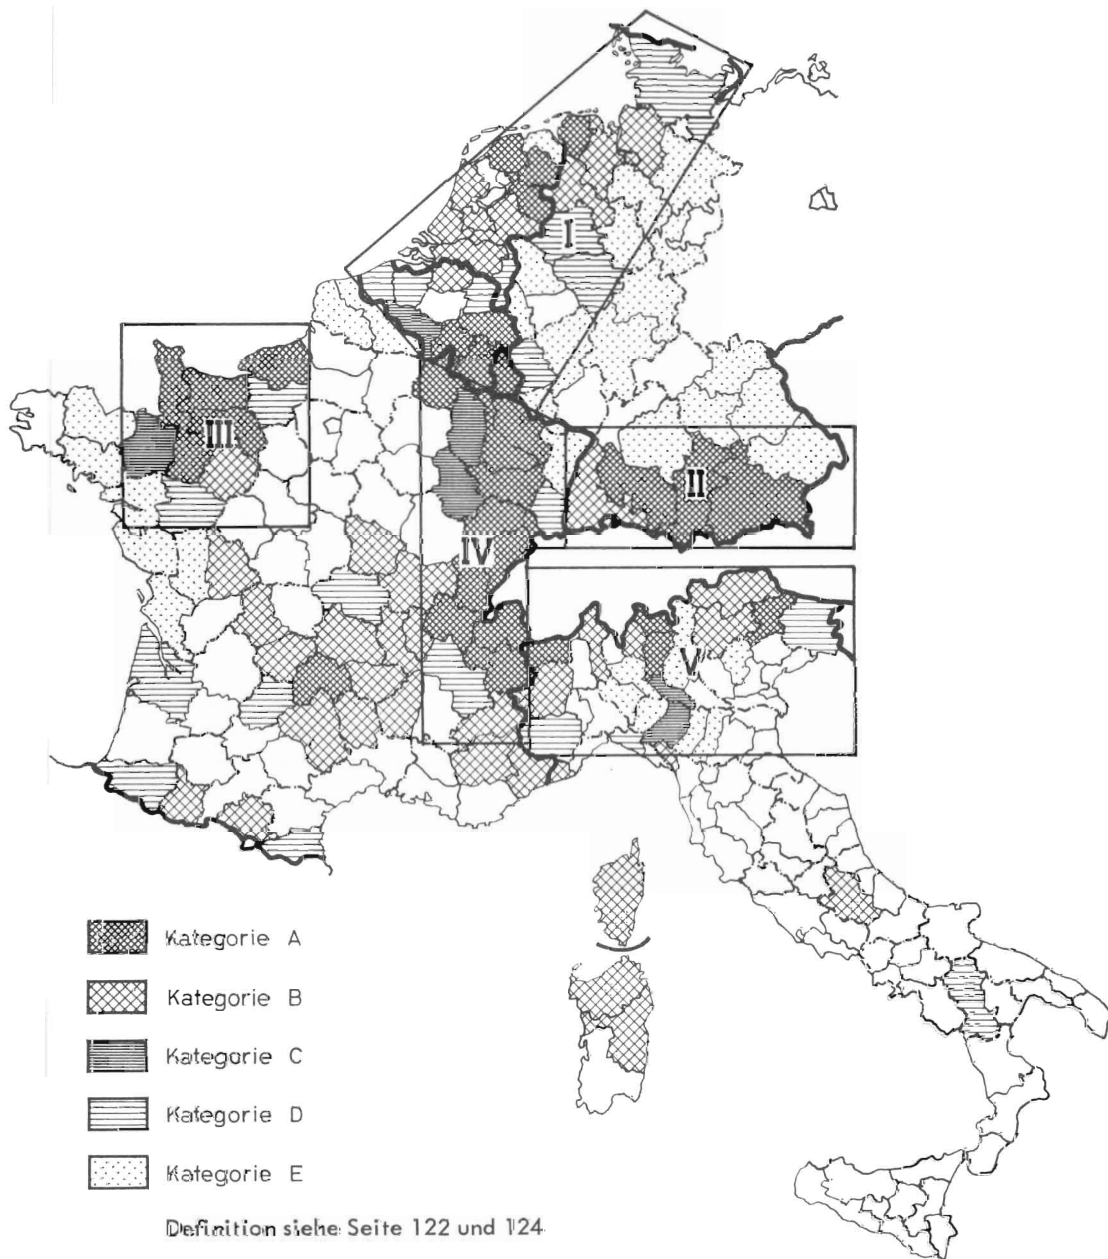 I
III
II
IV
V
Kategorie A
Kategorie B
Kategorie C
Kategorie D
Kategorie E
Definition siehe Seite 122 und 124